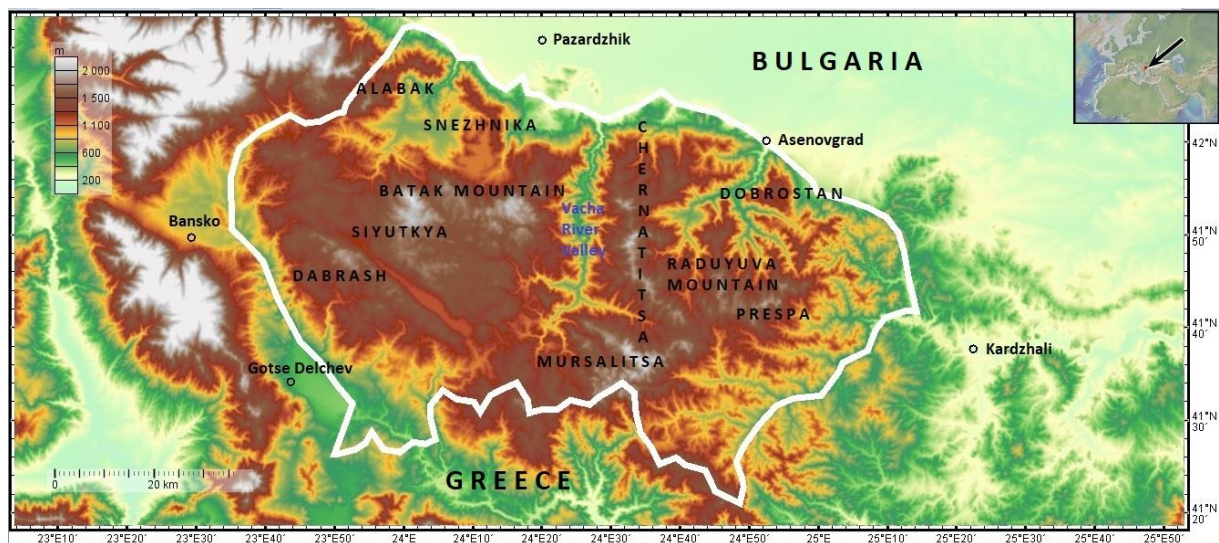 m
2 000
1 500
1 100
600
200
Pazardzhik
BULGARIA
ALABAK
SNEZHNIKA
CHERNATITSA
Asenovgrad
42°N
BATAK MOUNTAIN
DOBROSTAN
Bansko
SIYUTKYA
Vacha
River
Valley
41°N
50´
DABRASH
RADUYUVA
MOUNTAIN
PRESPA
41°N
40´
MURSALITSA
Kardzhali
Gotse Delchev
41°N
30´
0 20 km
GREECE
41°N
20´
23°E10´ 23°E20´ 23°E30´ 23°E40´ 23°E50´ 24°E 24°E10´ 24°E20´ 24°E30´ 24°E40´ 24°E50´ 25°E 25°E10´ 25°E20´ 25°E30´ 25°E40´ 25°E50´